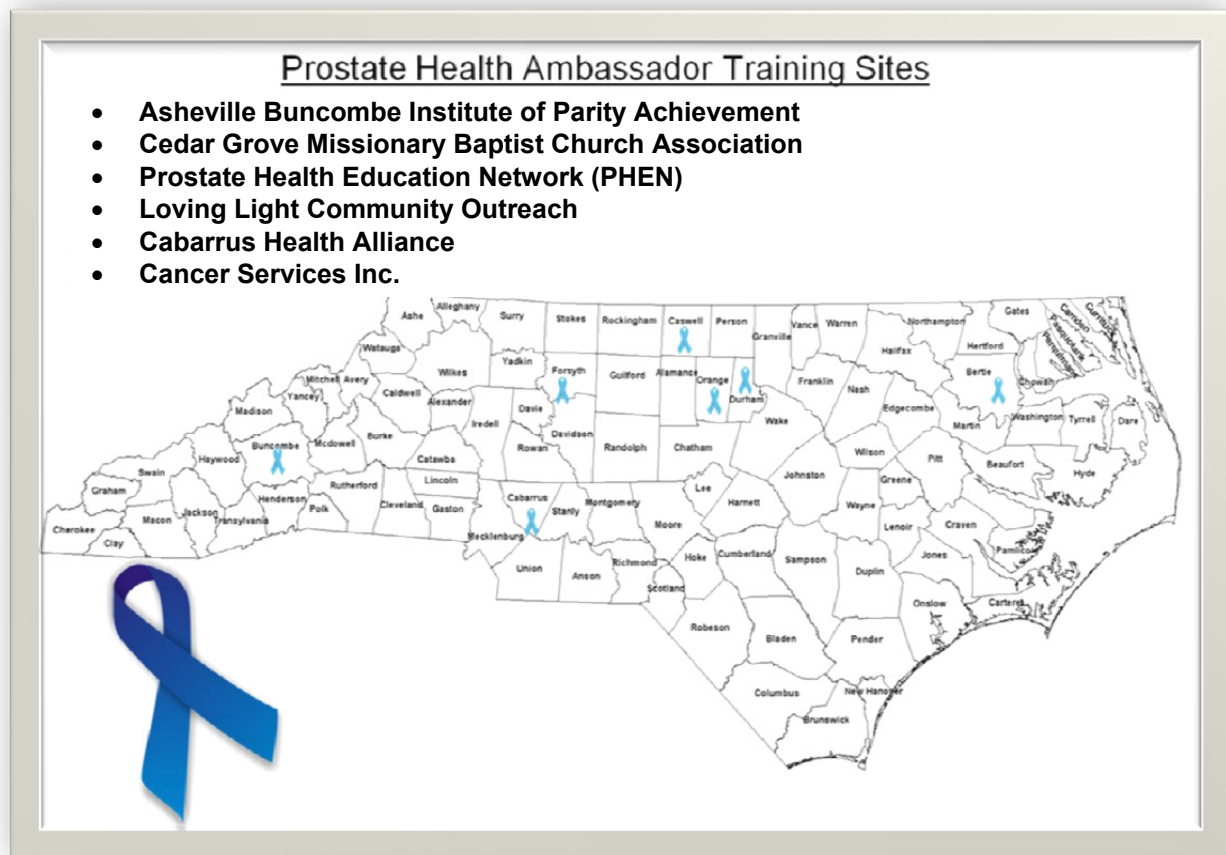 Prostate Health Ambassador Training Sites
• Asheville Buncombe Institute of Parity Achievement
• Cedar Grove Missionary Baptist Church Association
• Prostate Health Education Network (PHEN)
• Loving Light Community Outreach
• Cabarrus Health Alliance
• Cancer Services Inc.
Ashe
Alleghany
Surry
Stokes
Rockingham
Caswell
Person
Granville
Vance
Warren
Northampton
Gates
Camden
Currituck
Pasquotank
Perquimans
Hertford
Halifax
Watauga
Wilkes
Yadkin
Forsyth
Guilford
Alamance
Orange
Durham
Franklin
Nash
Bertie
Chowan
Mitchell
Avery
Yancey
Caldwell
Alexander
Madison
Iredell
Davie
Davidson
Randolph
Chatham
Wake
Edgecombe
Martin
Washington
Tyrrell
Dare
Buncombe
Mcdowell
Burke
Catawba
Rowan
Haywood
Swain
Graham
Cherokee
Clay
Macon
Jackson
Transylvania
Henderson
Polk
Rutherford
Cleveland
Lincoln
Gaston
Mecklenburg
Cabarrus
Stanly
Montgomery
Moore
Lee
Harnett
Johnston
Wilson
Greene
Pitt
Beaufort
Hyde
Wayne
Lenoir
Craven
Pamlico
Jones
Union
Anson
Richmond
Scotland
Hoke
Cumberland
Sampson
Duplin
Onslow
Carteret
Robeson
Bladen
Pender
Columbus
New Hanover
Brunswick